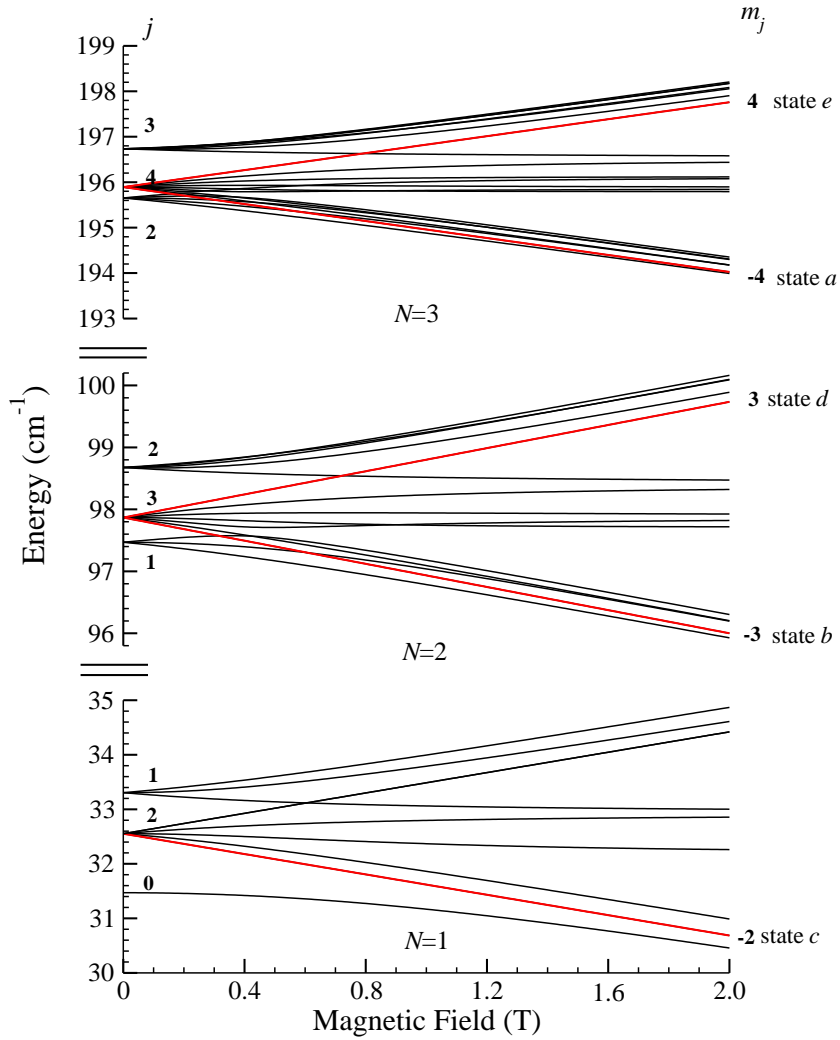 j
m_j
199
198
197
196
195
194
193
3
4
2
4 state e
-4 state a
N=3
Energy (cm⁻¹)
100
99
98
97
96
2
3
1
3 state d
-3 state b
N=2
35
34
33
32
31
30
1
2
0
-2 state c
N=1
0 0.4 0.8 1.2 1.6 2.0
Magnetic Field (T)